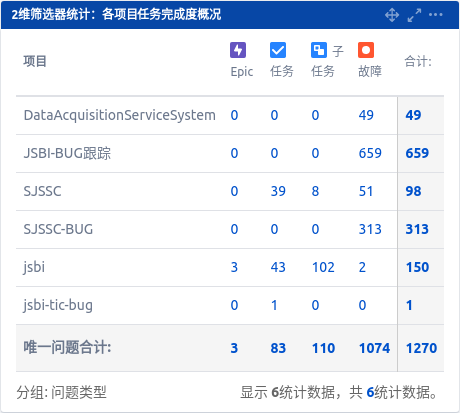 2维筛选器统计：各项目任务完成度概况
项目 Epic 任务 子任务 故障 合计:
DataAcquisitionServiceSystem 0 0 0 49 49
JSBI-BUG跟踪 0 0 0 659 659
SJSSC 0 39 8 51 98
SJSSC-BUG 0 0 0 313 313
jsbi 3 43 102 2 150
jsbi-tic-bug 0 1 0 0 1
唯一问题合计: 3 83 110 1074 1270
分组: 问题类型 显示 6统计数据，共 6统计数据。